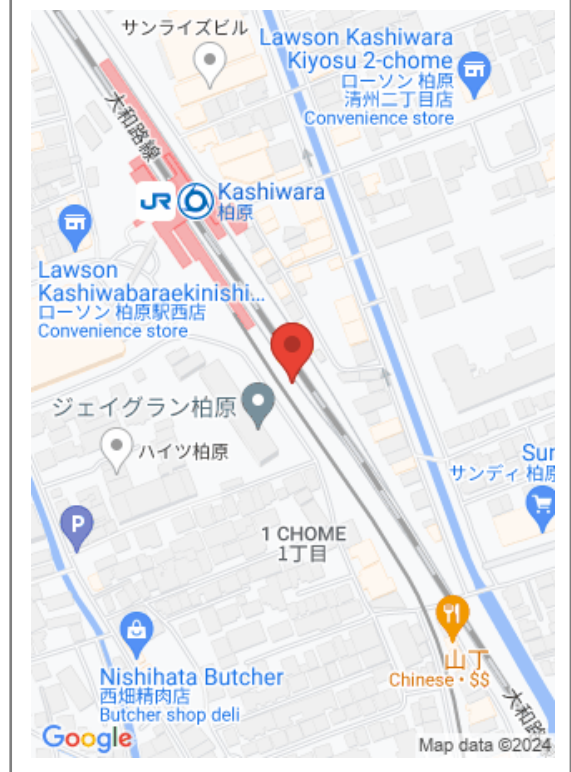 サンライズビル
Lawson Kashiwara
Kiyosu 2-chome
ローソン 柏原
清州二丁目店
Convenience store
大和路線
JR
Kashiwara
柏原
Lawson
Kashiwabaraekinishi...
ローソン 柏原駅西店
Convenience store
ジェイグラン柏原
ハイツ柏原
Sun
サンディ 柏原
P
1 CHOME
1丁目
山丁
Chinese・$$
Nishihata Butcher
西畑精肉店
Butcher shop deli
大和路
Google
Map data ©2024